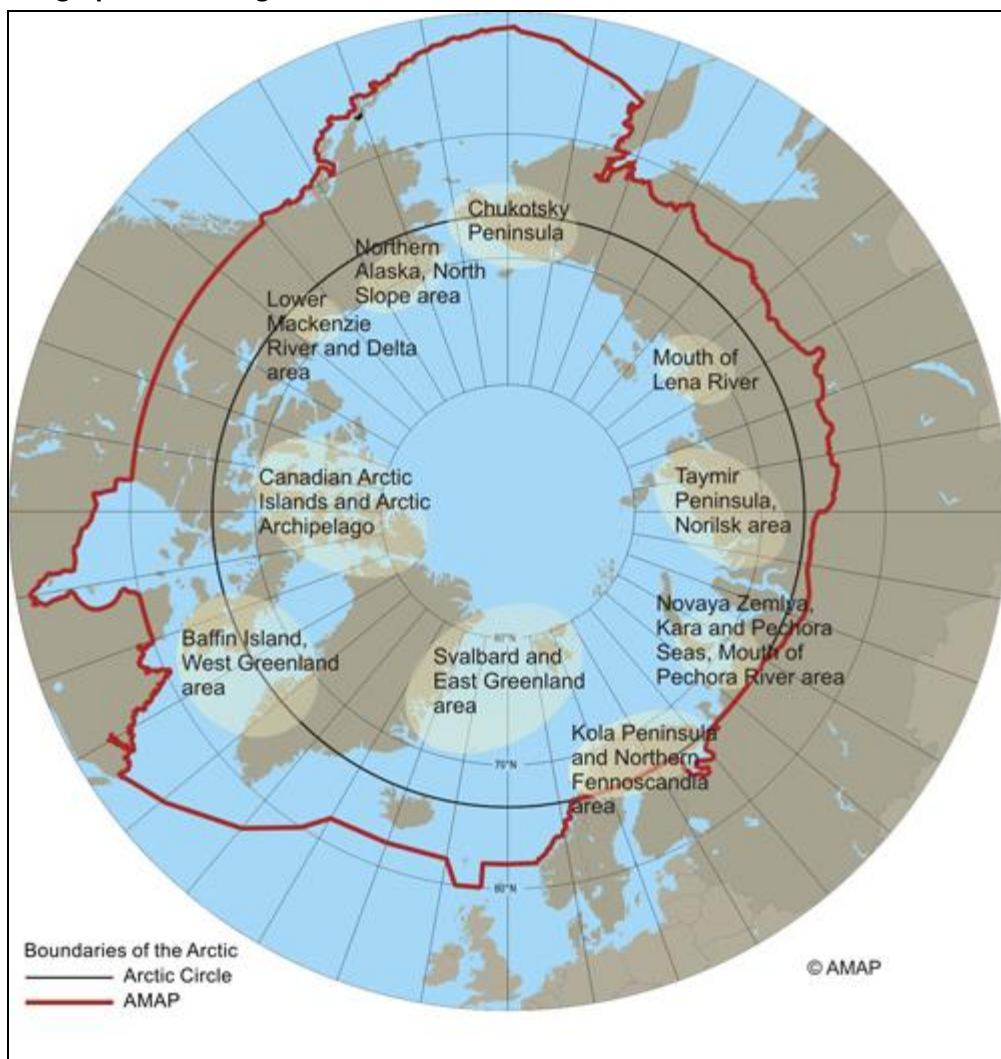 Chukotsky
Peninsula
Northern
Alaska, North
Slope area
Lower
Mackenzie
River and Delta
area
Mouth of
Lena River
Canadian Arctic
Islands and Arctic
Archipelago
Taymir
Peninsula,
Norilsk area
Novaya Zemlya,
Kara and Pechora
Seas, Mouth of
Pechora River area
Baffin Island,
West Greenland
area
80°N
Svalbard and
East Greenland
area
Kola Peninsula
and Northern
Fennoscandia
area
70°N
60°N
Boundaries of the Arctic
Arctic Circle
AMAP
© AMAP